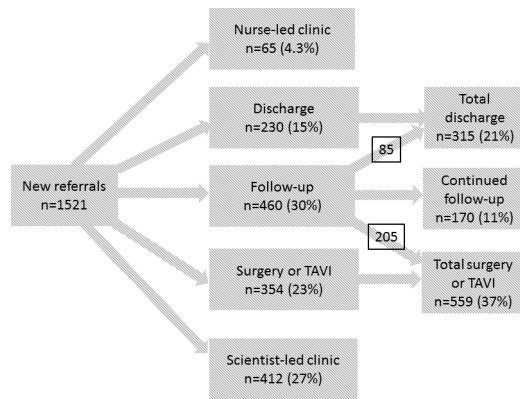 Nurse-led clinic
n=65 (4.3%)
Discharge
n=230 (15%)
Total
discharge
n=315 (21%)
85
New referrals
n=1521
Follow-up
n=460 (30%)
Continued
follow-up
n=170 (11%)
205
Surgery or TAVI
n=354 (23%)
Total surgery
or TAVI
n=559 (37%)
Scientist-led clinic
n=412 (27%)